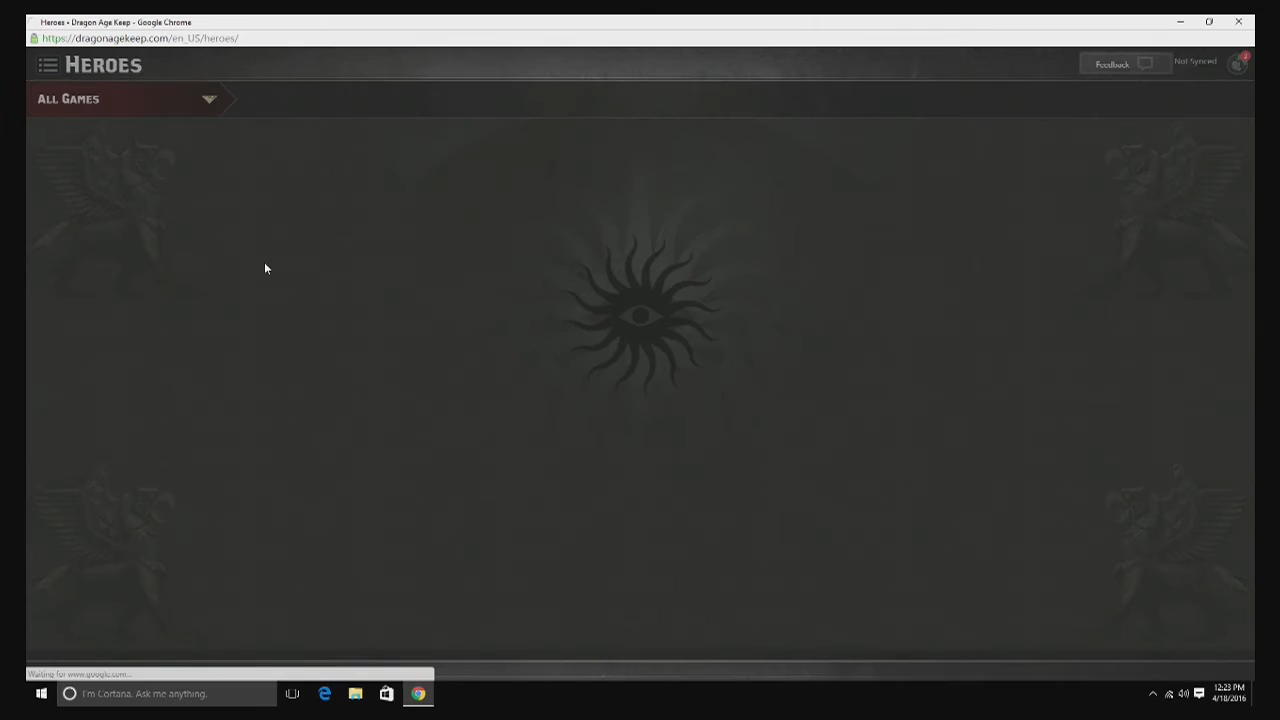 Heroes • Dragon Age Keep - Google Chrome
https://dragonagekeep.com/en_US/heroes/
HEROES
Feedback
Not Synced
2
ALL GAMES
Waiting for www.google.com...
I'm Cortana. Ask me anything.
12:23 PM
4/18/2016